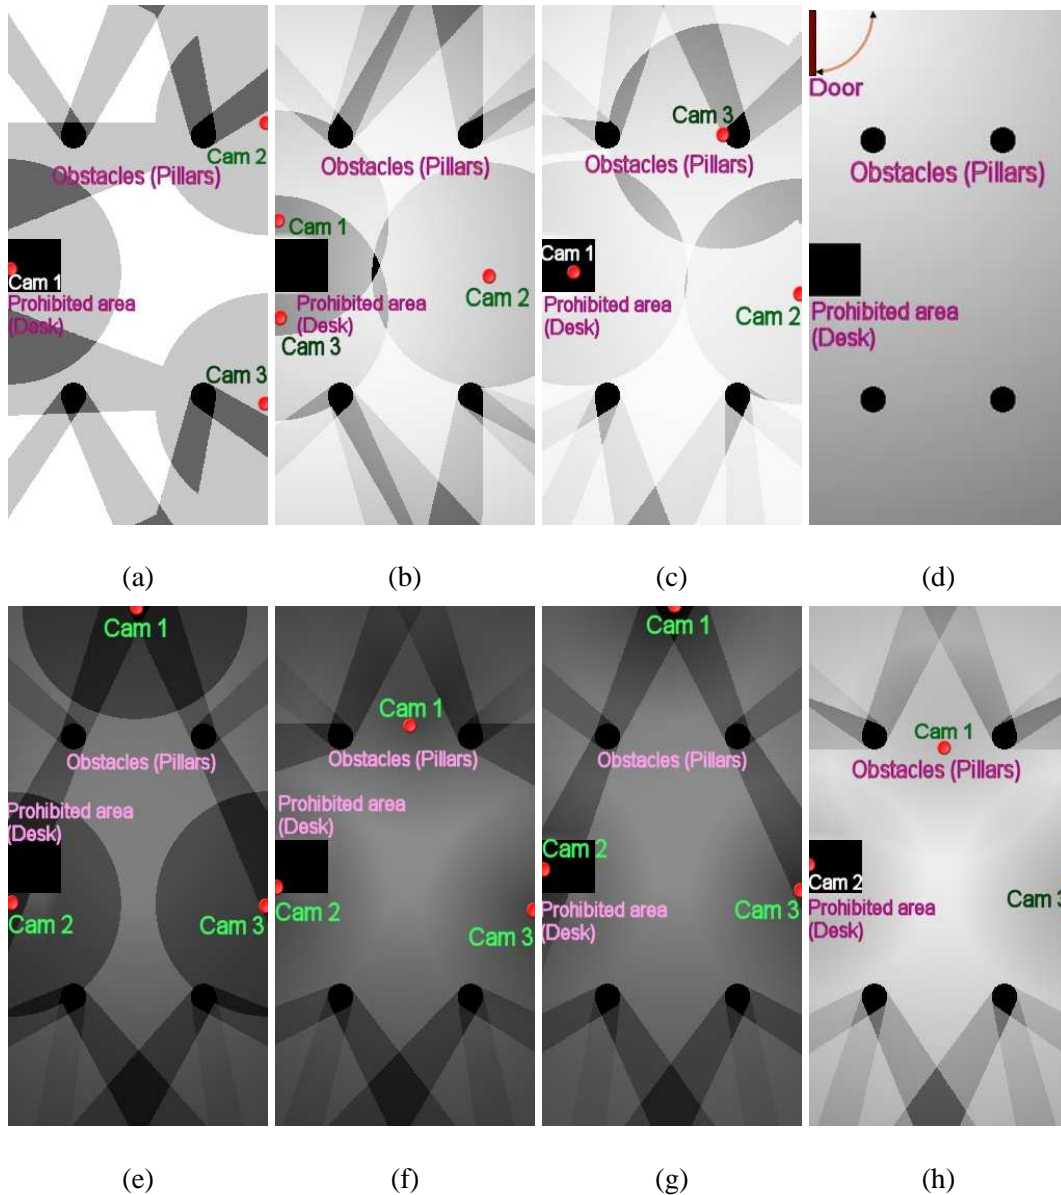 Cam 2
Obstacles (Pillars)
Cam 1
Prohibited area
(Desk)
Cam 3
(a)
Obstacles (Pillars)
Cam 1
Cam 2
Prohibited area
(Desk)
Cam 3
(b)
Cam 3
Obstacles (Pillars)
Cam 1
Prohibited area
(Desk)
Cam 2
(c)
Door
Obstacles (Pillars)
Prohibited area
(Desk)
(d)
Cam 1
Obstacles (Pillars)
Prohibited area
(Desk)
Cam 2
Cam 3
(e)
Cam 1
Obstacles (Pillars)
Prohibited area
(Desk)
Cam 2
Cam 3
(f)
Cam 1
Obstacles (Pillars)
Cam 2
Cam 3
Prohibited area
(Desk)
(g)
Cam 1
Obstacles (Pillars)
Cam 2
Cam 3
Prohibited area
(Desk)
(h)